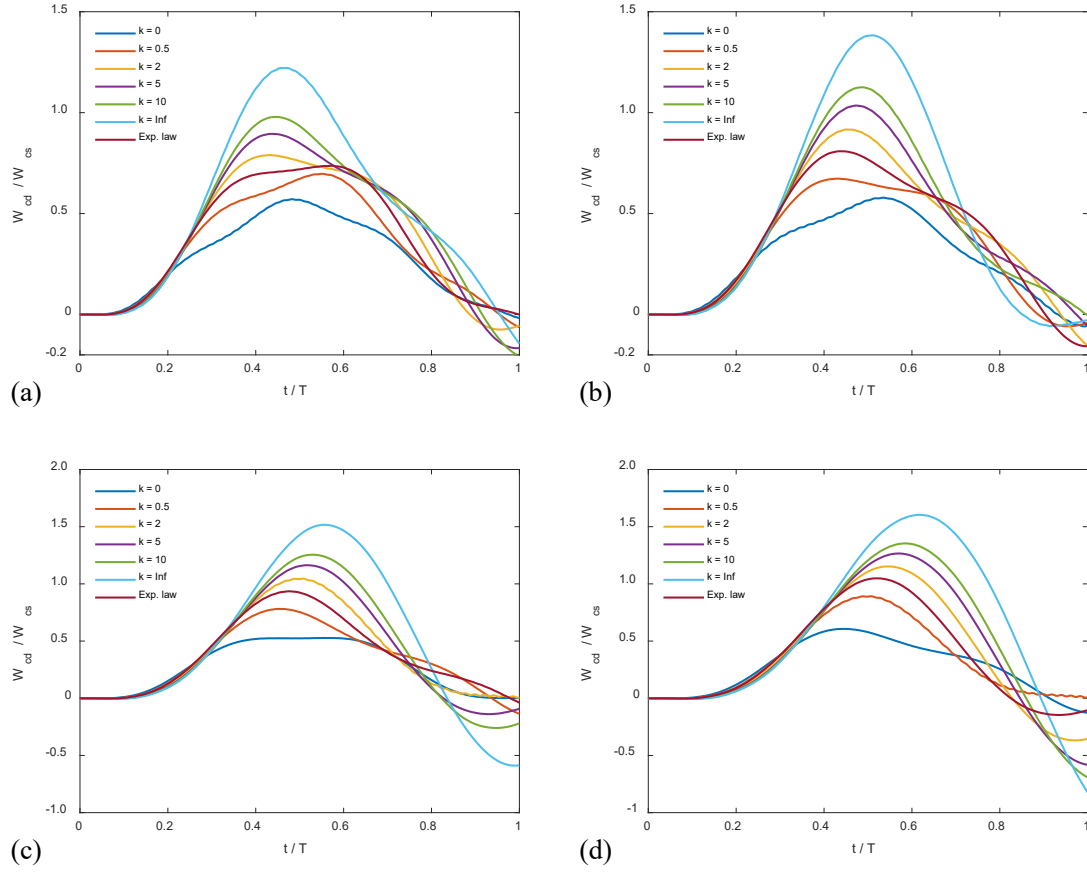 1.5
k = 0
k = 0.5
k = 2
1.0
k = 5
k = 10
k = Inf
Exp. law
W cd / W cs
0.5
0
-0.2
0 0.2 0.4 0.6 0.8 1
(a)
t / T
1.5
k = 0
k = 0.5
k = 2
1.0
k = 5
k = 10
k = Inf
Exp. law
W cd / W cs
0.5
0
-0.2
0 0.2 0.4 0.6 0.8 1
(b)
t / T
2.0
k = 0
k = 0.5
1.5
k = 2
k = 5
k = 10
1.0
k = Inf
Exp. law
W cd / W cs
0.5
0
-0.5
-1.0
0 0.2 0.4 0.6 0.8 1
(c)
t / T
2.0
k = 0
k = 0.5
1.5
k = 2
k = 5
k = 10
1.0
k = Inf
Exp. law
W cd / W cs
0.5
0
-0.5
-1
0 0.2 0.4 0.6 0.8 1
(d)
t / T